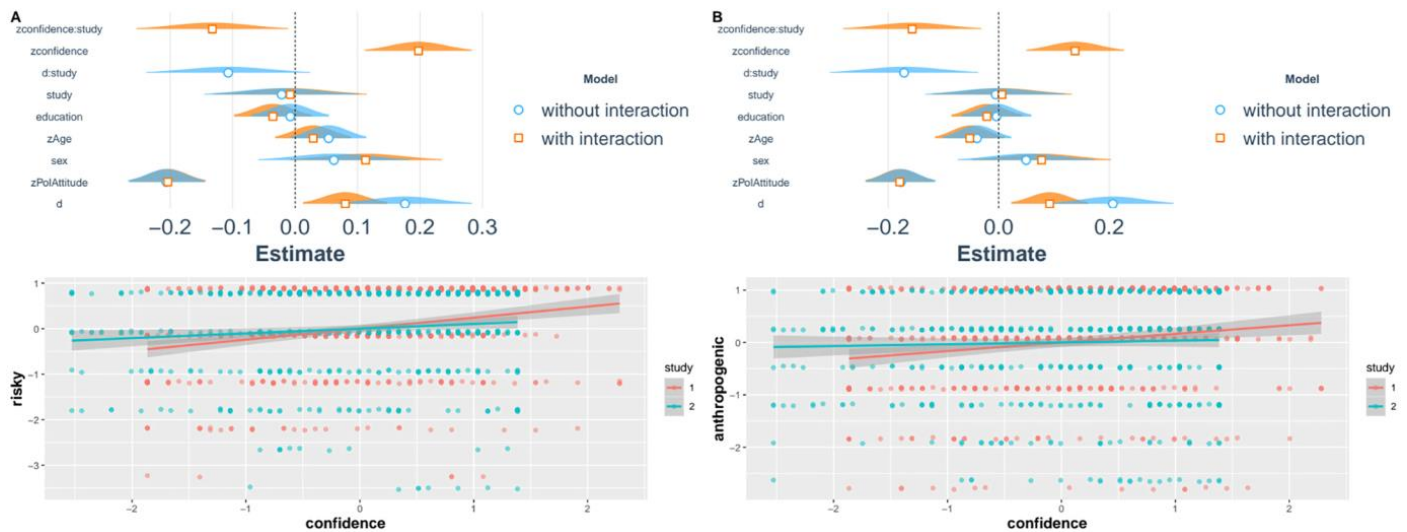 A
zconfidence:study
zconfidence
d:study
study
education
zAge
sex
zPolAttitude
d
−0.2 −0.1 0.0 0.1 0.2 0.3
Estimate
Model
without interaction
with interaction
B
zconfidence:study
zconfidence
d:study
study
education
zAge
sex
zPolAttitude
d
−0.2 0.0 0.2
Estimate
Model
without interaction
with interaction
1
0
−1
−2
−3
risky
−2 −1 0 1 2
confidence
study
1
2
1
0
−1
−2
anthropogenic
−2 −1 0 1 2
confidence
study
1
2